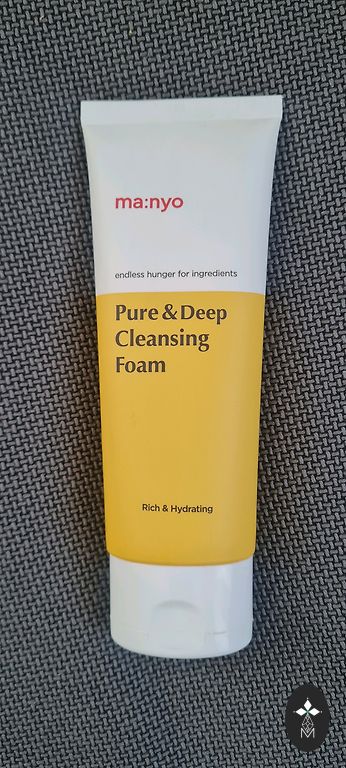 ma:nyo
endless hunger for ingredients
Pure & Deep
Cleansing
Foam
Rich & Hydrating
M